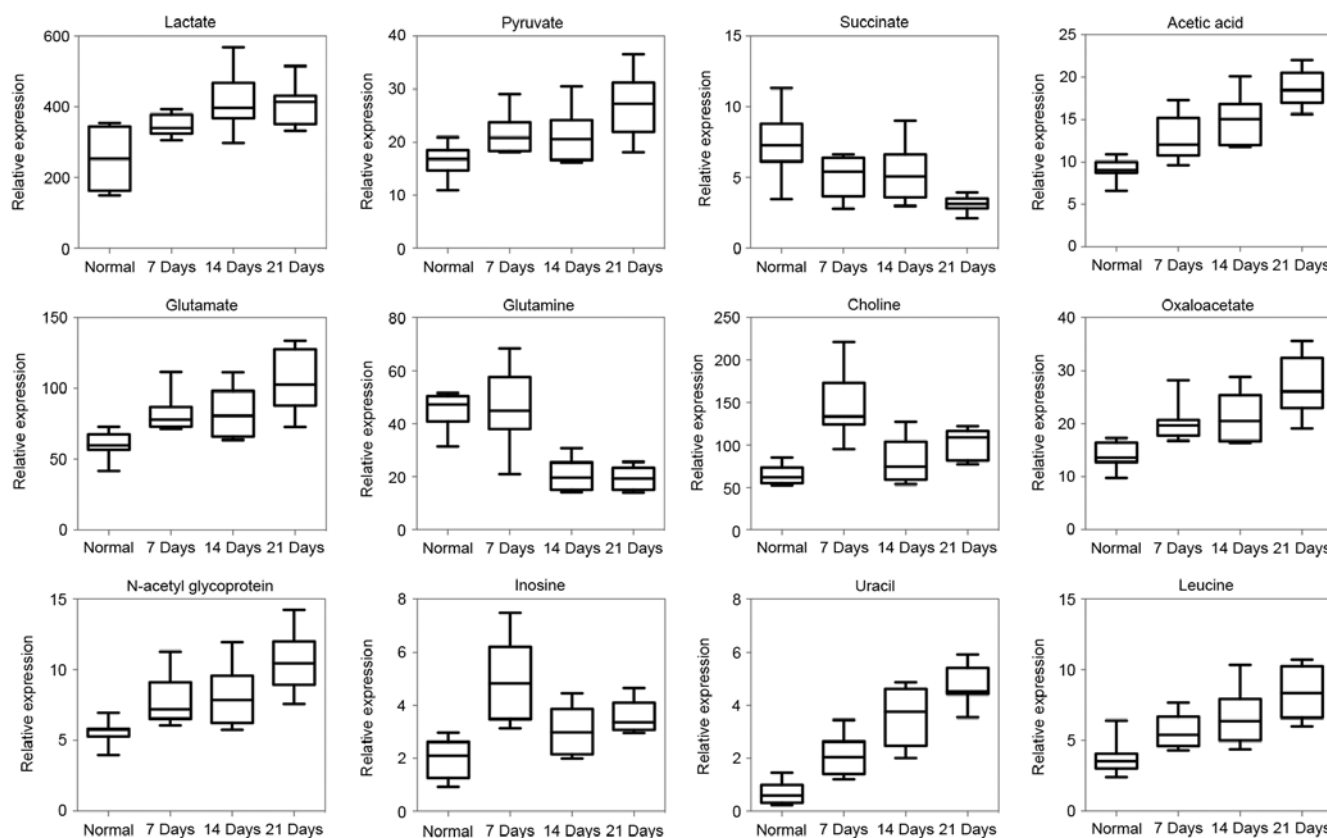 Lactate
Relative expression
600
400
200
0
Normal 7 Days 14 Days 21 Days
Pyruvate
Relative expression
40
30
20
10
0
Normal 7 Days 14 Days 21 Days
Succinate
Relative expression
15
10
5
0
Normal 7 Days 14 Days 21 Days
Acetic acid
Relative expression
25
20
15
10
5
0
Normal 7 Days 14 Days 21 Days
Glutamate
Relative expression
150
100
50
0
Normal 7 Days 14 Days 21 Days
Glutamine
Relative expression
80
60
40
20
0
Normal 7 Days 14 Days 21 Days
Choline
Relative expression
250
200
150
100
50
0
Normal 7 Days 14 Days 21 Days
Oxaloacetate
Relative expression
40
30
20
10
0
Normal 7 Days 14 Days 21 Days
N-acetyl glycoprotein
Relative expression
15
10
5
0
Normal 7 Days 14 Days 21 Days
Inosine
Relative expression
8
6
4
2
0
Normal 7 Days 14 Days 21 Days
Uracil
Relative expression
8
6
4
2
0
Normal 7 Days 14 Days 21 Days
Leucine
Relative expression
15
10
5
0
Normal 7 Days 14 Days 21 Days